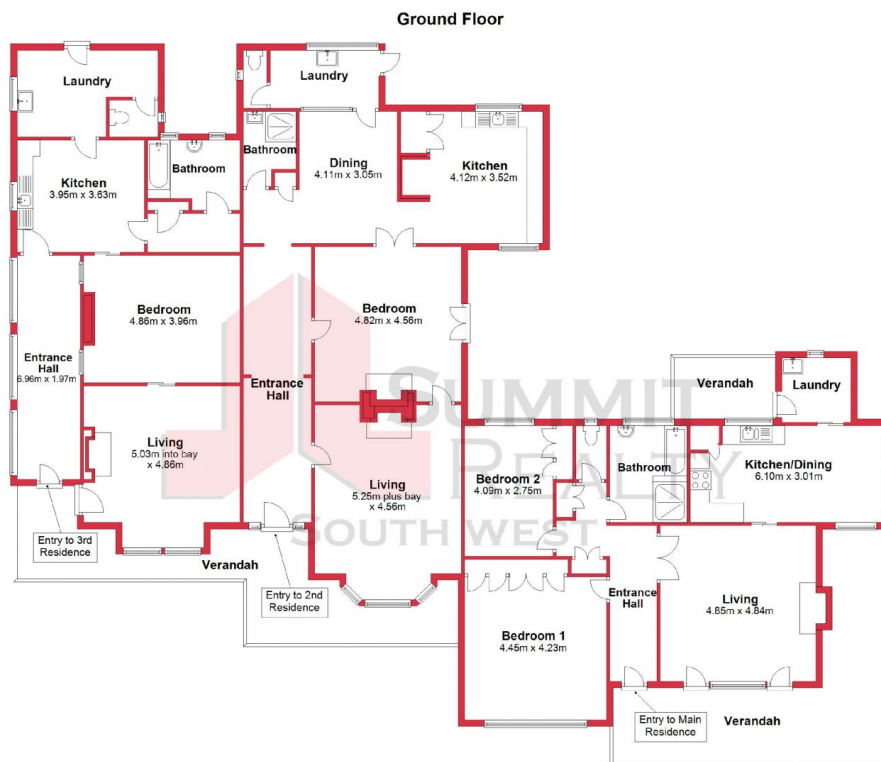 Ground Floor
Laundry
Laundry
Bathroom
Bathroom
Dining
4.11m x 3.05m
Kitchen
4.12m x 3.52m
Kitchen
3.95m x 3.63m
Bedroom
4.86m x 3.96m
Bedroom
4.82m x 4.56m
Entrance
Hall
6.96m x 1.97m
Entrance
Hall
Verandah
Laundry
SUMMIT
REALTY
SOUTH WEST
Living
5.03m into bay
x 4.86m
Living
5.25m plus bay
x 4.56m
Bedroom 2
4.09m x 2.75m
Bathroom
Kitchen/Dining
6.10m x 3.01m
Entry to 3rd
Residence
Verandah
Entry to 2nd
Residence
Entrance
Hall
Living
4.85m x 4.84m
Bedroom 1
4.45m x 4.23m
Entry to Main
Residence
Verandah